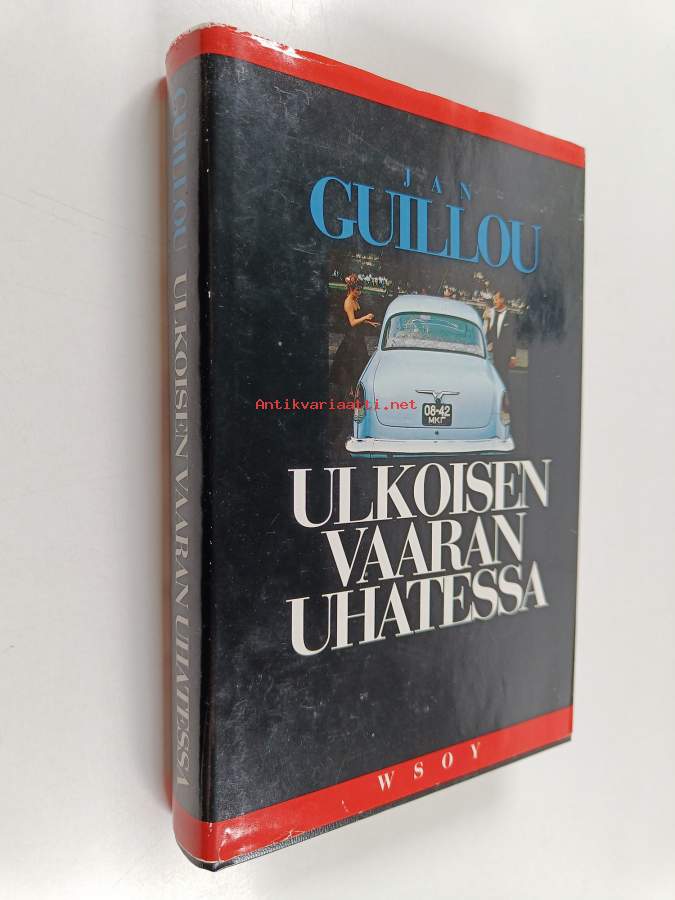 GUILLOU ULKOISEN VAARAN UHATESSA
JAN
GUILLOU
08-42
МКГ
Antikvariaatti.net
ULKOISEN
VAARAN
UHATESSA
WSOY